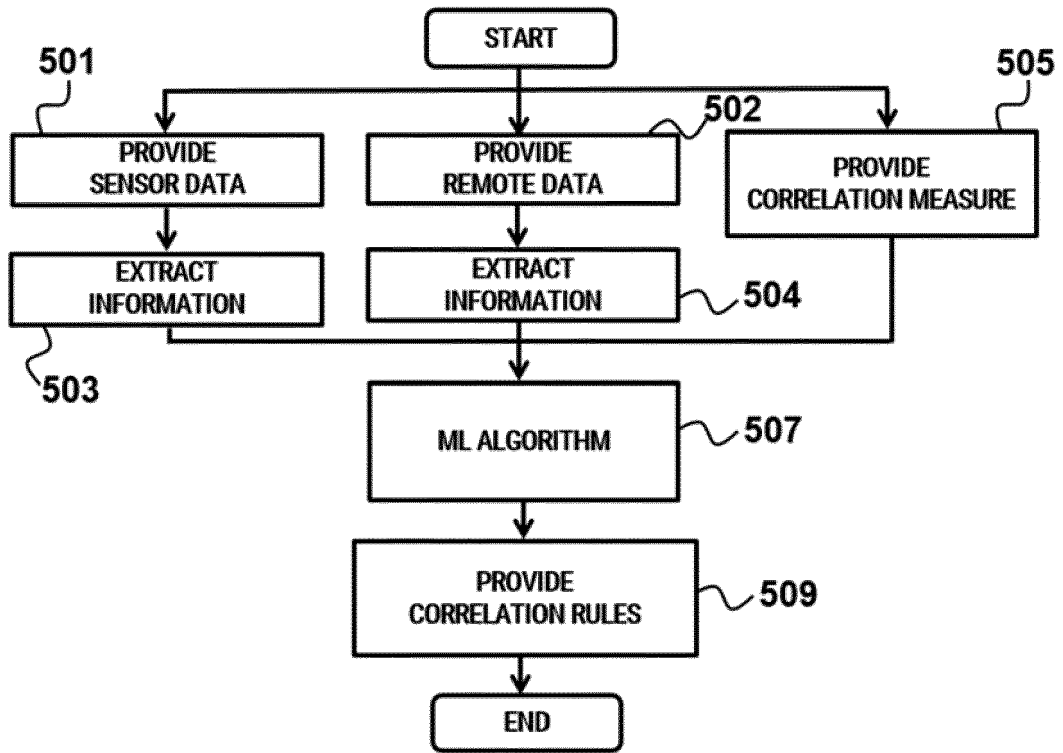 START
501
502
505
PROVIDE
SENSOR DATA
PROVIDE
REMOTE DATA
PROVIDE
CORRELATION MEASURE
EXTRACT
INFORMATION
EXTRACT
INFORMATION
504
503
ML ALGORITHM
507
PROVIDE
CORRELATION RULES
509
END